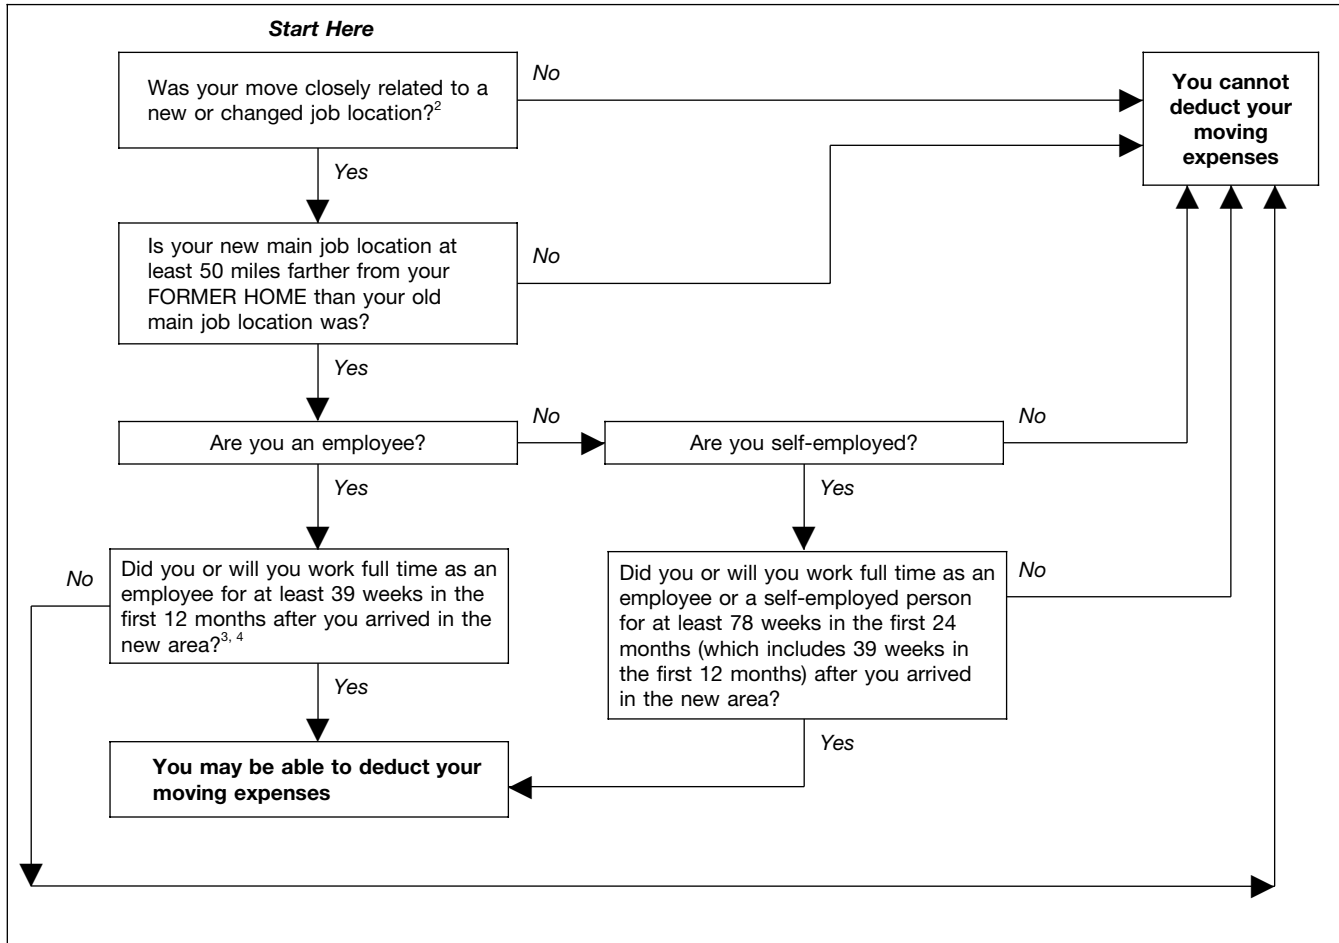 Start Here
Was your move closely related to a
new or changed job location?2
No
You cannot
deduct your
moving
expenses
Yes
Is your new main job location at
least 50 miles farther from your
FORMER HOME than your old
main job location was?
No
Yes
Are you an employee?
No
Are you self-employed?
No
Yes
Yes
No
Did you or will you work full time as an
employee for at least 39 weeks in the
first 12 months after you arrived in the
new area?3, 4
Did you or will you work full time as an
employee or a self-employed person
for at least 78 weeks in the first 24
months (which includes 39 weeks in
the first 12 months) after you arrived
in the new area?
No
Yes
Yes
You may be able to deduct your
moving expenses